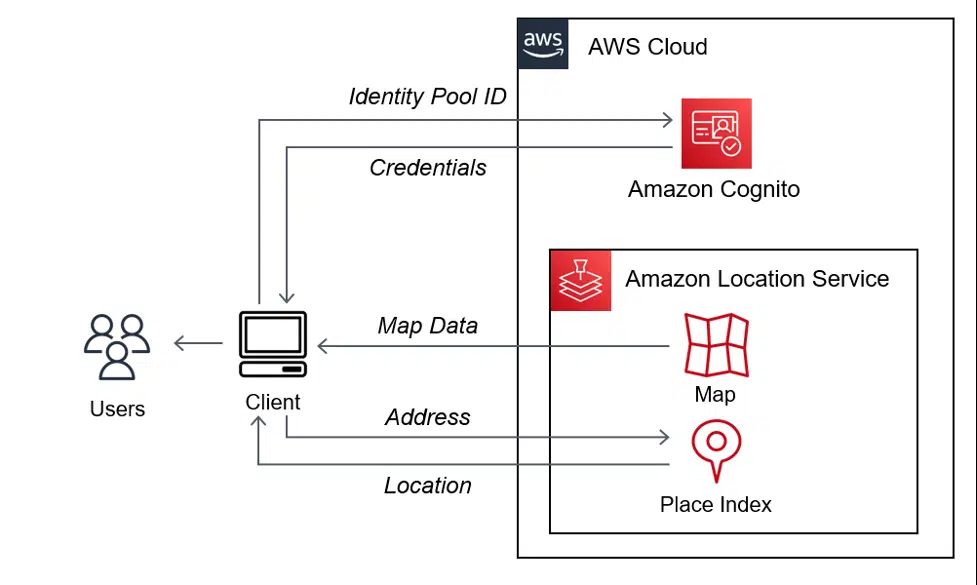 aws
AWS Cloud
Identity Pool ID
Credentials
Amazon Cognito
Amazon Location Service
Map Data
Map
Users
Client
Address
Location
Place Index